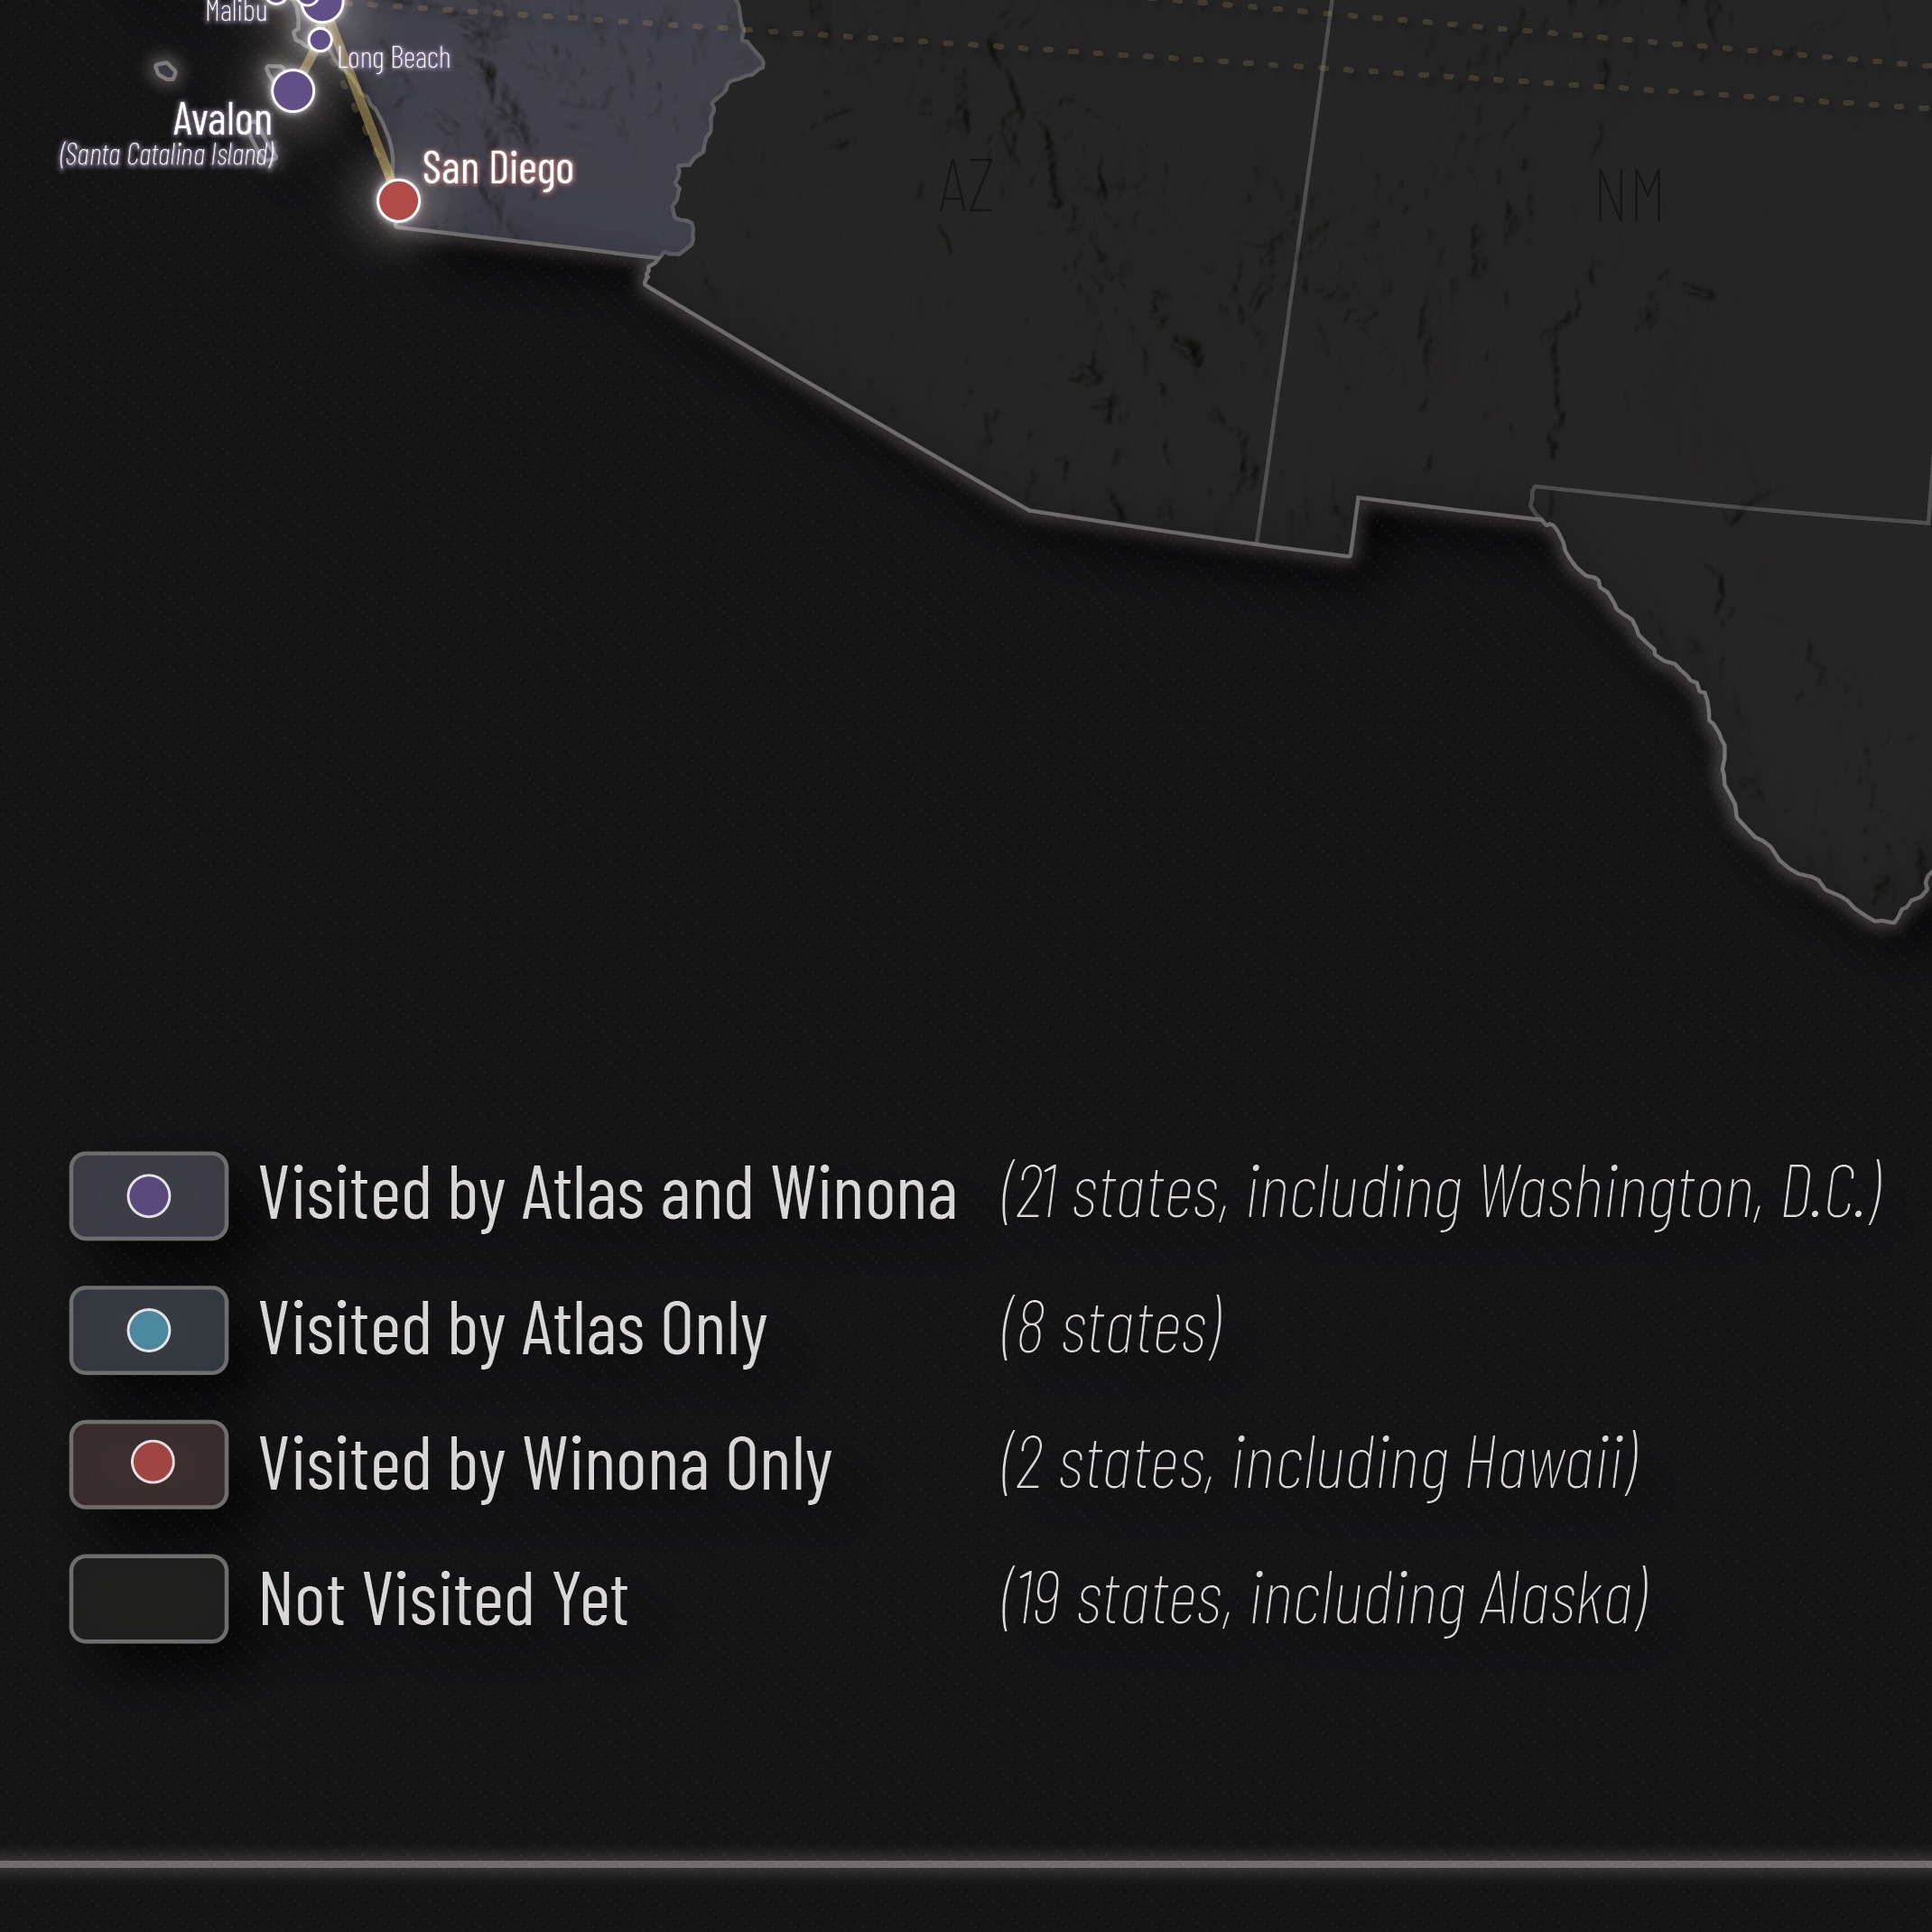 Malibu
Long Beach
Avalon
(Santa Catalina Island)
San Diego
AZ
NM
Visited by Atlas and Winona (21 states, including Washington, D.C.)
Visited by Atlas Only (8 states)
Visited by Winona Only (2 states, including Hawaii)
Not Visited Yet (19 states, including Alaska)